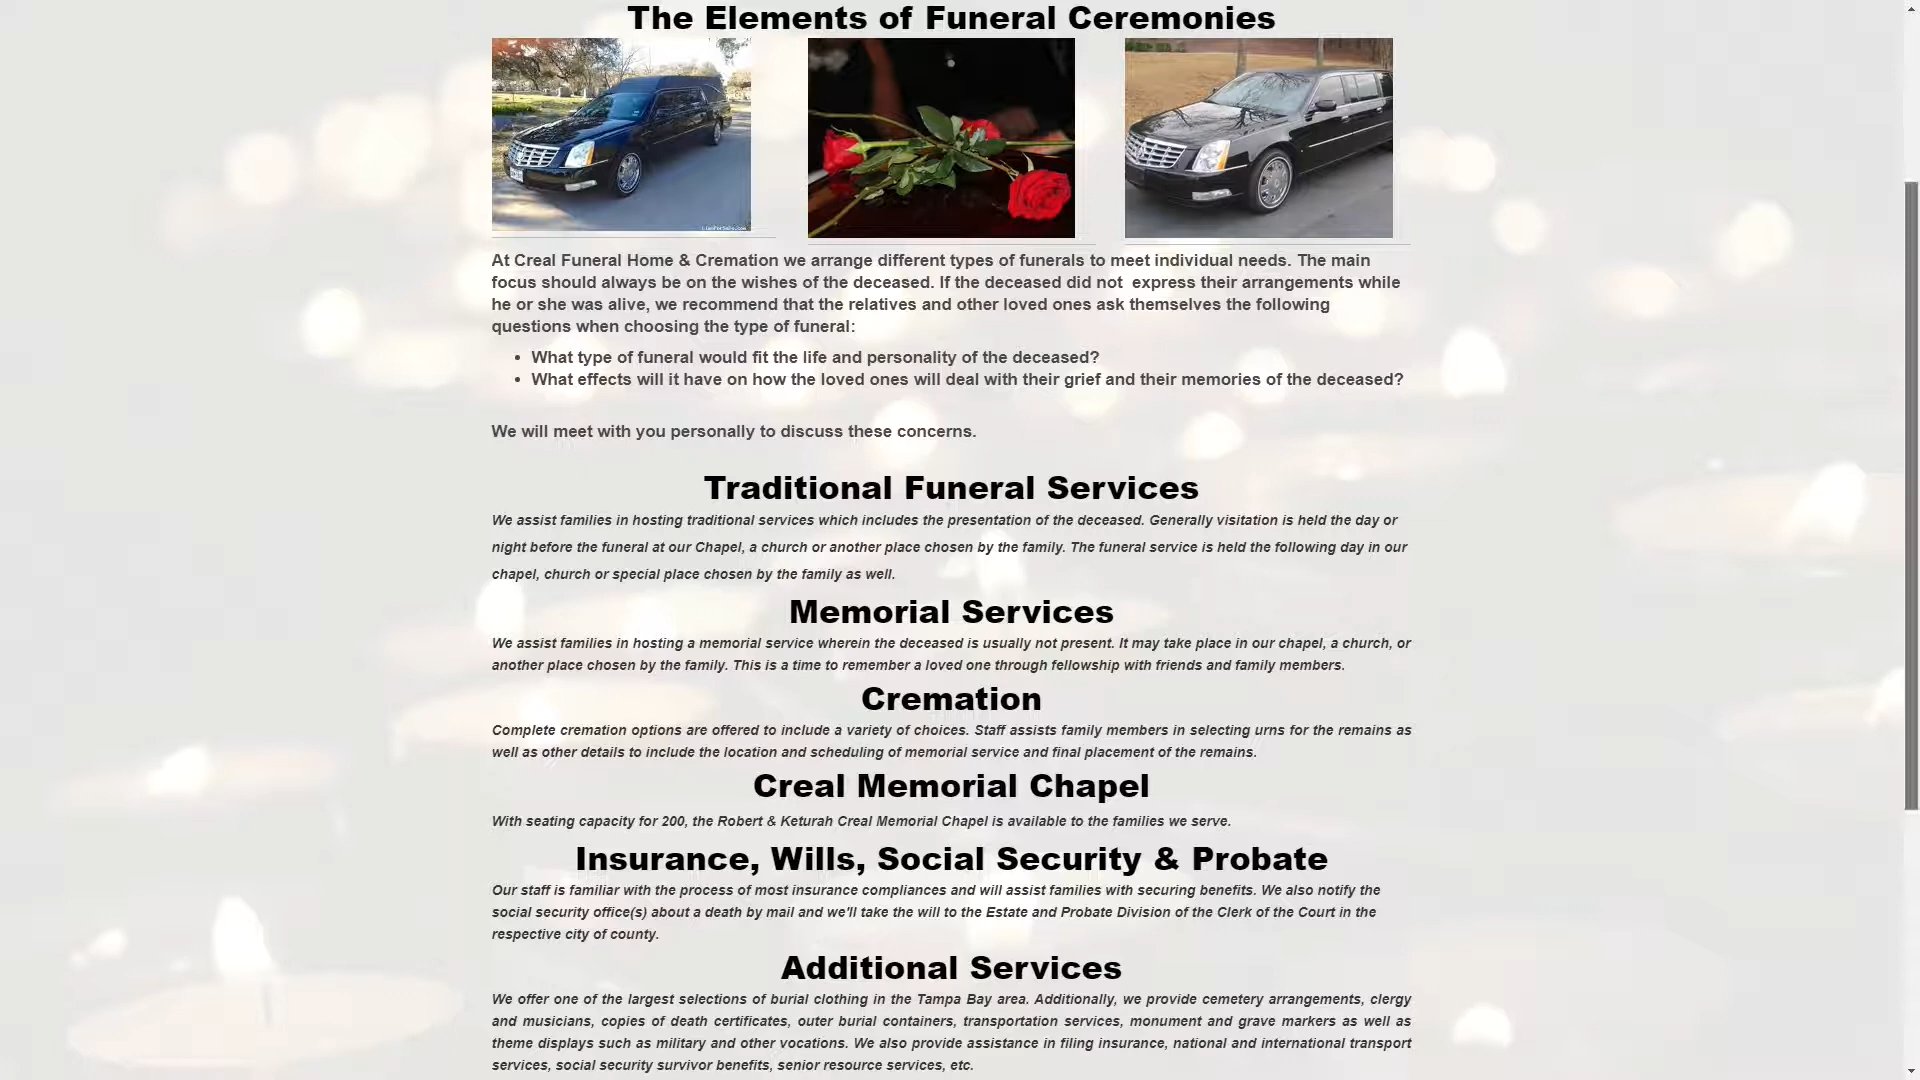 The Elements of Funeral Ceremonies
At Creal Funeral Home & Cremation we arrange different types of funerals to meet individual needs. The main
focus should always be on the wishes of the deceased. If the deceased did not  express their arrangements while
he or she was alive, we recommend that the relatives and other loved ones ask themselves the following
questions when choosing the type of funeral:
• What type of funeral would fit the life and personality of the deceased?
• What effects will it have on how the loved ones will deal with their grief and their memories of the deceased?
We will meet with you personally to discuss these concerns.
Traditional Funeral Services
We assist families in hosting traditional services which includes the presentation of the deceased. Generally visitation is held the day or
night before the funeral at our Chapel, a church or another place chosen by the family. The funeral service is held the following day in our
chapel, church or special place chosen by the family as well.
Memorial Services
We assist families in hosting a memorial service wherein the deceased is usually not present. It may take place in our chapel, a church, or
another place chosen by the family. This is a time to remember a loved one through fellowship with friends and family members.
Cremation
Complete cremation options are offered to include a variety of choices. Staff assists family members in selecting urns for the remains as
well as other details to include the location and scheduling of memorial service and final placement of the remains.
Creal Memorial Chapel
With seating capacity for 200, the Robert & Keturah Creal Memorial Chapel is available to the families we serve.
Insurance, Wills, Social Security & Probate
Our staff is familiar with the process of most insurance compliances and will assist families with securing benefits. We also notify the
social security office(s) about a death by mail and we'll take the will to the Estate and Probate Division of the Clerk of the Court in the
respective city of county.
Additional Services
We offer one of the largest selections of burial clothing in the Tampa Bay area. Additionally, we provide cemetery arrangements, clergy
and musicians, copies of death certificates, outer burial containers, transportation services, monument and grave markers as well as
theme displays such as military and other vocations. We also provide assistance in filing insurance, national and international transport
services, social security survivor benefits, senior resource services, etc.